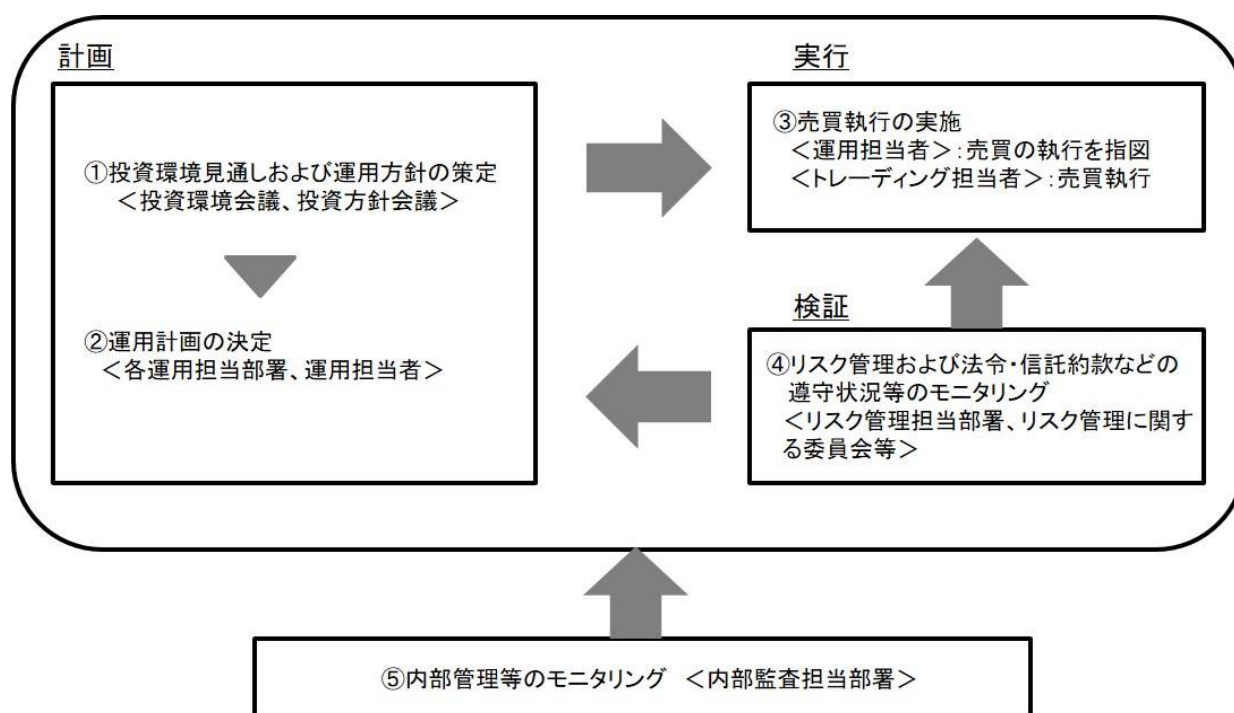 計画
①投資環境見通しおよび運用方針の策定
＜投資環境会議、投資方針会議＞
②運用計画の決定
＜各運用担当部署、運用担当者＞
実行
③売買執行の実施
＜運用担当者＞：売買の執行を指図
＜トレーディング担当者＞：売買執行
検証
④リスク管理および法令・信託約款などの
遵守状況等のモニタリング
＜リスク管理担当部署、リスク管理に関す
る委員会等＞
⑤内部管理等のモニタリング ＜内部監査担当部署＞